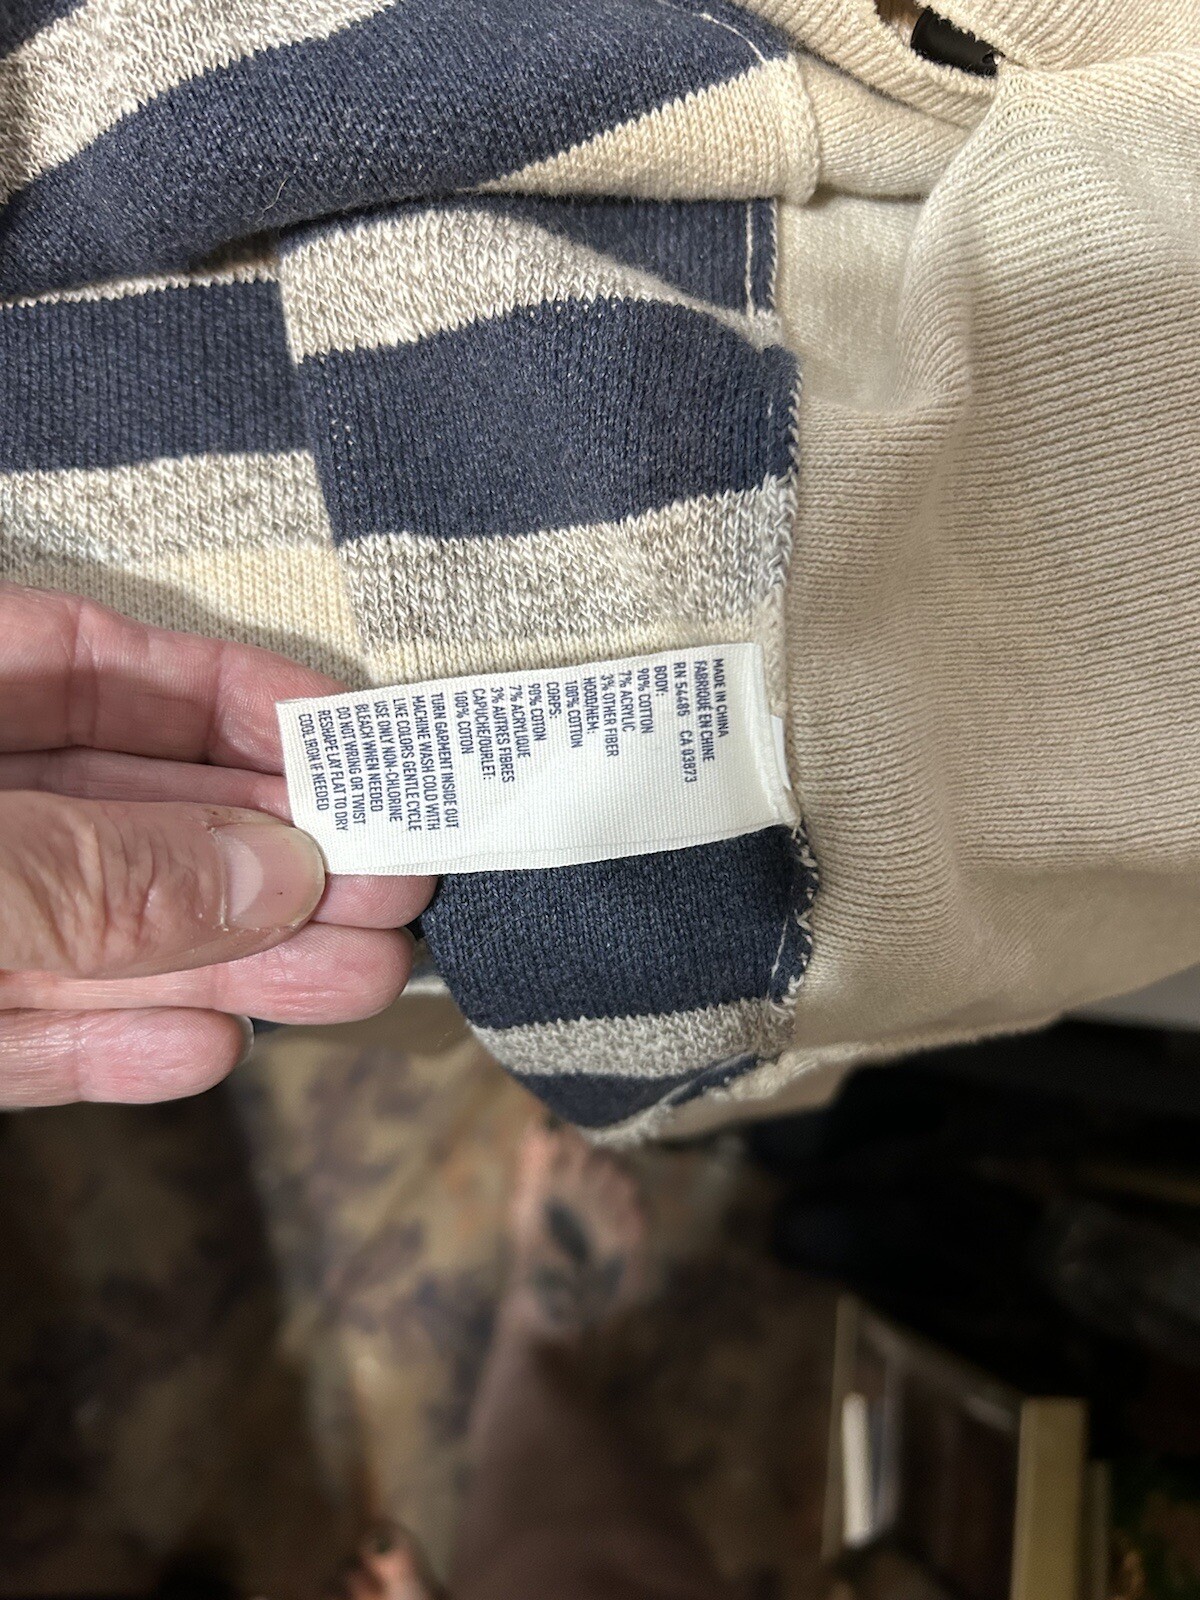 MADE IN CHINA
FABRIQUÉ EN CHINE
RN 54485 CA 03873
BODY:
90% COTTON
7% ACRYLIC
3% OTHER FIBER
HOOD/HEM:
100% COTTON
CORPS:
90% COTON
7% ACRYLIQUE
3% AUTRES FIBRES
CAPUCHE/OURLET:
100% COTON
TURN GARMENT INSIDE OUT
MACHINE WASH COLD WITH
LIKE COLORS GENTLE CYCLE
USE ONLY NON-CHLORINE
BLEACH WHEN NEEDED
DO NOT WRING OR TWIST
RESHAPE LAY FLAT TO DRY
COOL IRON IF NEEDED